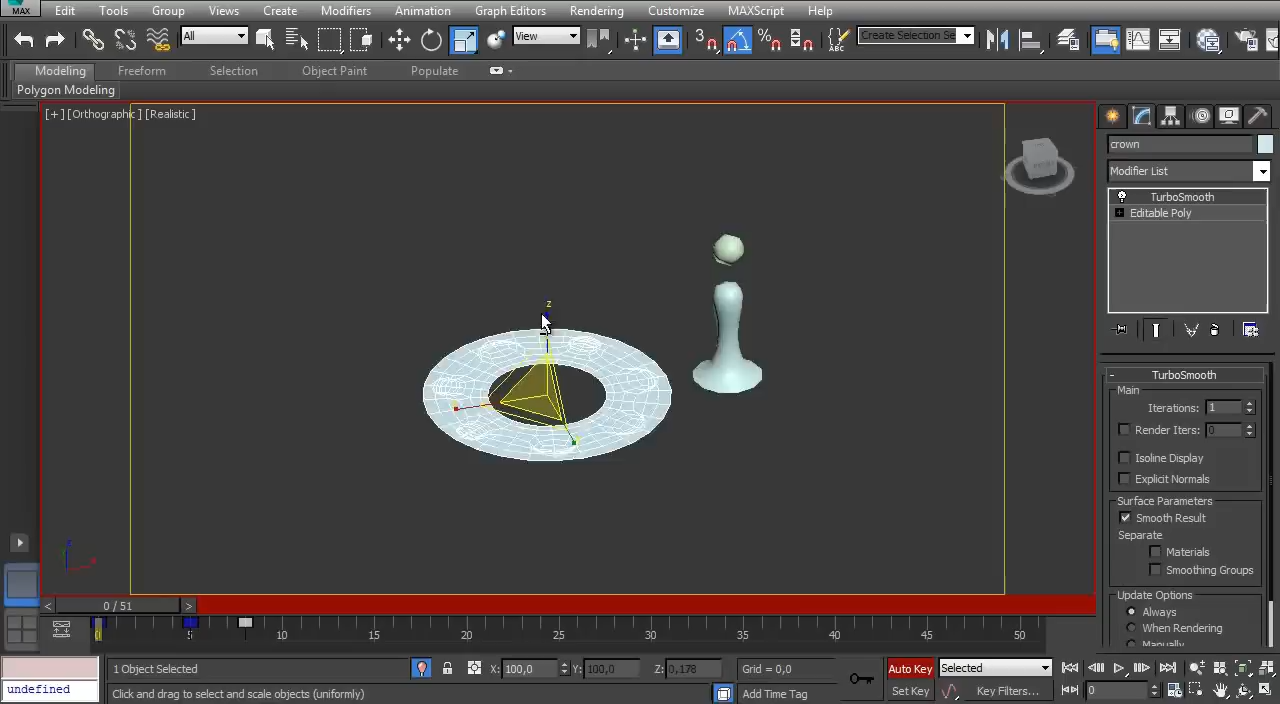 MAX Edit Tools Group Views Create Modifiers Animation Graph Editors Rendering Customize MAXScript Help
All View 3 % ABC Create Selection Se
Modeling Freeform Selection Object Paint Populate
Polygon Modeling
[ + ] [Orthographic ] [Realistic ]
crown
Modifier List
TurboSmooth
Editable Poly
z
- TurboSmooth
Main
Iterations: 1
Render Iters: 0
Isoline Display
Explicit Normals
Surface Parameters
Smooth Result
Separate
Materials
Smoothing Groups
Update Options
Always
When Rendering
Manually
< 0 / 51 >
5 10 15 20 25 30 35 40 45 50
1 Object Selected X: 100,0 Y: 100,0 Z: 0,178 Grid = 0,0 Auto Key Selected
undefined Click and drag to select and scale objects (uniformly) Add Time Tag Set Key Key Filters... 0